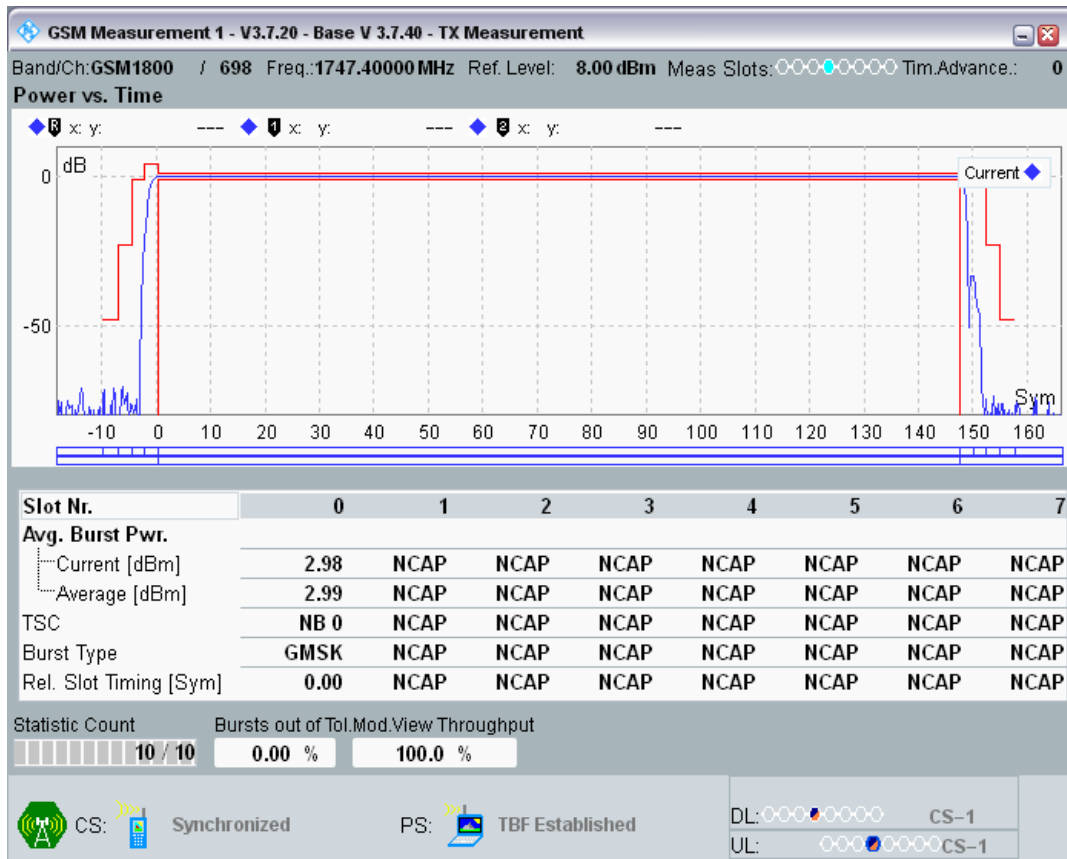 GSM Measurement 1 - V3.7.20 - Base V 3.7.40 - TX Measurement
Band/Ch:GSM1800 / 698 Freq.:1747.40000 MHz Ref. Level: 8.00 dBm Meas Slots: Tim.Advance.: 0
Power vs. Time
R x: y: --- 1 x: y: --- 2 x: y: ---
dB
Current
0
-50
Sym
-10 0 10 20 30 40 50 60 70 80 90 100 110 120 130 140 150 160
Slot Nr. 0 1 2 3 4 5 6 7
Avg. Burst Pwr.
Current [dBm] 2.98 NCAP NCAP NCAP NCAP NCAP NCAP NCAP
Average [dBm] 2.99 NCAP NCAP NCAP NCAP NCAP NCAP NCAP
TSC NB 0 NCAP NCAP NCAP NCAP NCAP NCAP NCAP
Burst Type GMSK NCAP NCAP NCAP NCAP NCAP NCAP NCAP
Rel. Slot Timing [Sym] 0.00 NCAP NCAP NCAP NCAP NCAP NCAP NCAP
Statistic Count Bursts out of Tol.Mod.View Throughput
10 / 10 0.00 % 100.0 %
CS: Synchronized PS: TBF Established
DL: CS-1
UL: CS-1